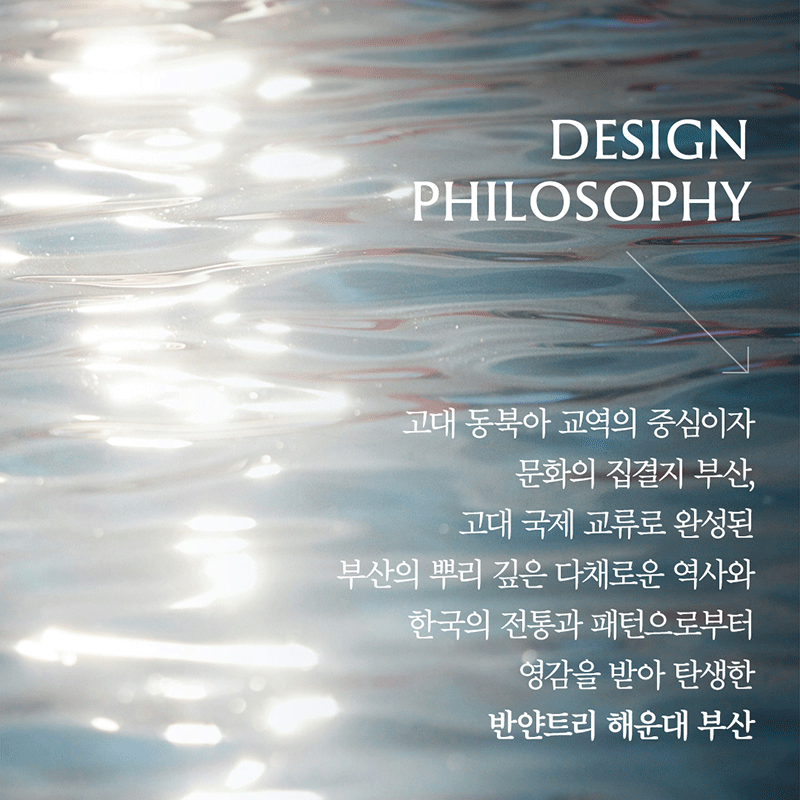 DESIGN
PHILOSOPHY
고대 동북아 교역의 중심이자
문화의 집결지 부산,
고대 국제 교류로 완성된
부산의 뿌리 깊은 다채로운 역사와
한국의 전통과 패턴으로부터
영감을 받아 탄생한
반얀트리 해운대 부산